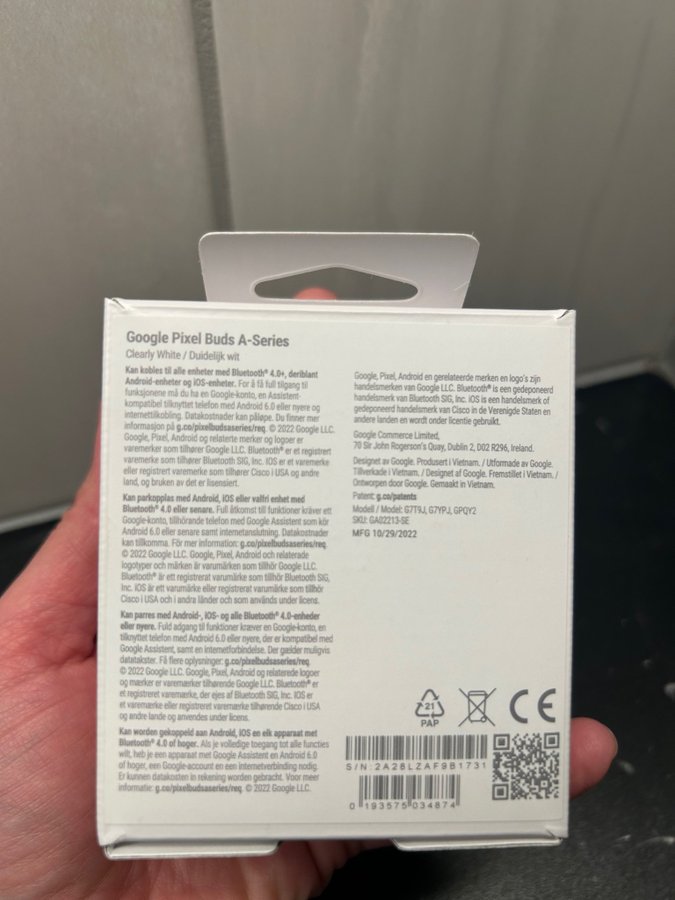 Google Pixel Buds A-Series
Clearly White / Duidelijk wit
Kan kobles til alle enheter med Bluetooth® 4.0+, deriblant
Android-enheter og iOS-enheter. For å få full tilgang til
funksjonene må du ha en Google-konto, en Assistent-
kompatibel tilknyttet telefon med Android 6.0 eller nyere og
internettilkobling. Datakostnader kan påløpe. Du finner mer
informasjon på g.co/pixelbudsaseries/req. © 2022 Google LLC.
Google, Pixel, Android og relaterte merker og logoer er
varemerker som tilhører Google LLC. Bluetooth® er et registrert
varemerke som tilhører Bluetooth SIG, Inc. IOS er et varemerke
eller registrert varemerke som tilhører Cisco i USA og andre
land, og bruken av det er lisensiert.
Kan parkopplas med Android, iOS eller valfri enhet med
Bluetooth® 4.0 eller senare. Full åtkomst till funktioner kräver ett
Google-konto, tillhörande telefon med Google Assistent som kör
Android 6.0 eller senare samt internetanslutning. Datakostnader
kan tillkomma. För mer information: g.co/pixelbudsaseries/req
© 2022 Google LLC. Google, Pixel, Android och relaterade
logotyper och märken är varumärken som tillhör Google LLC.
Bluetooth® är ett registrerat varumärke som tillhör Bluetooth SIG,
Inc. IOS är ett varumärke eller registrerat varumärke som tillhör
Cisco i USA och i andra länder och som används under licens.
Kan parres med Android-, iOS- og alle Bluetooth® 4.0-enheder
eller nyere. Fuld adgang til funktioner kræver en Google-konto, en
tilknyttet telefon med Android 6.0 eller nyere, der er kompatibel med
Google Assistent, samt en internetforbindelse. Der gælder muligvis
datatakster. Få flere oplysninger: g.co/pixelbudsaseries/req
© 2022 Google LLC. Google, Pixel, Android og relaterede logoer
og mærker er varemærker tilhørende Google LLC. Bluetooth® er
et registreret varemærke, der ejes af Bluetooth SIG, Inc. IOS er
et varemærke eller registreret varemærke tilhørende Cisco i USA
og andre lande og anvendes under licens.
Kan worden gekoppeld aan Android, iOS en elk apparaat met
Bluetooth® 4.0 of hoger. Als je volledige toegang tot alle functies
wilt, heb je een apparaat met Google Assistent en Android 6.0
of hoger, een Google-account en een internetverbinding nodig.
Er kunnen datakosten in rekening worden gebracht. Voor meer
informatie: g.co/pixelbudsaseries/req © 2022 Google LLC.
Google, Pixel, Android en gerelateerde merken en logo's zijn
handelsmerken van Google LLC. Bluetooth® is een gedeponeerd
handelsmerk van Bluetooth SIG, Inc. iOS is een handelsmerk of
gedeponeerd handelsmerk van Cisco in de Verenigde Staten en
andere landen en wordt onder licentie gebruikt.
Google Commerce Limited,
70 Sir John Rogerson's Quay, Dublin 2, D02 R296, Ireland.
Designet av Google. Produsert i Vietnam. / Utformade av Google.
Tillverkade i Vietnam. / Designet af Google. Fremstillet i Vietnam. /
Ontworpen door Google. Gemaakt in Vietnam.
Patent: g.co/patents
Modell / Model: G7T9J, G7YPJ, GPQY2
SKU: GA02213-SE
MFG 10/29/2022
21
PAP
CE
S/N:2A28LZAF9B1731
0 193575 034874